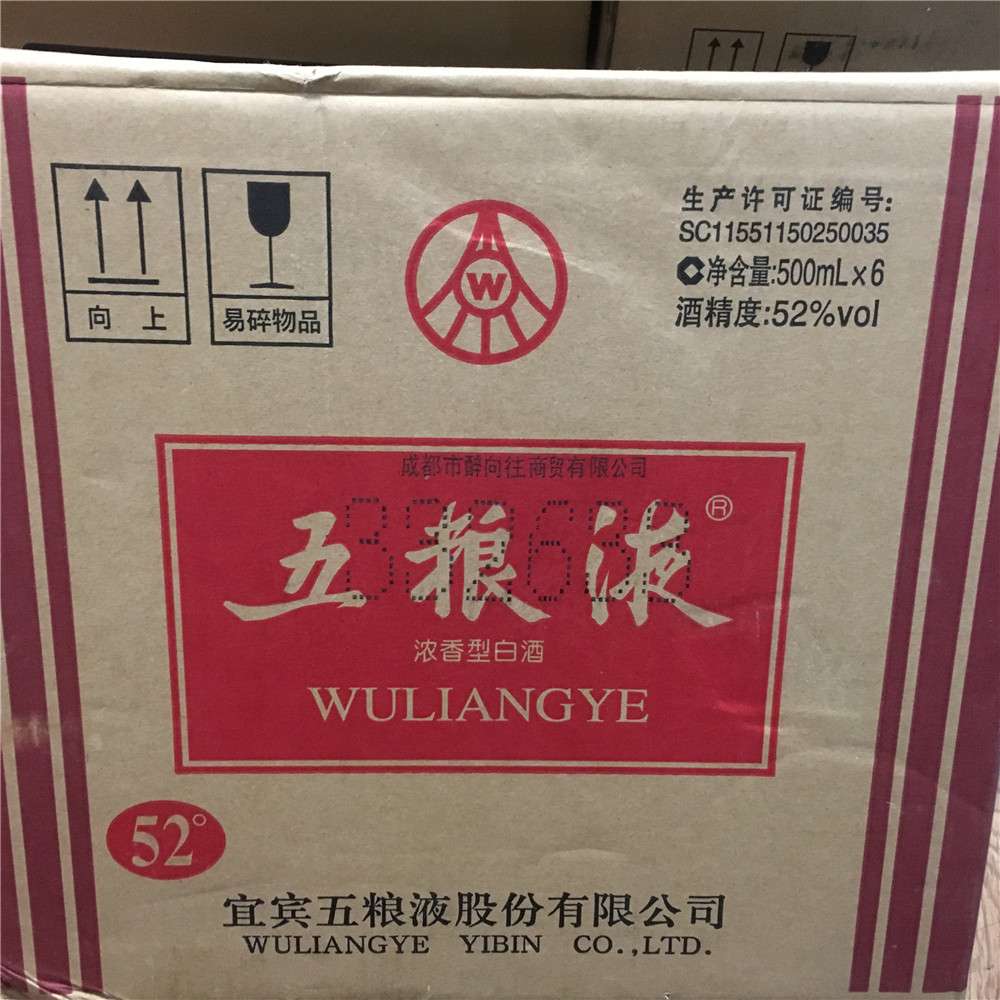 向 上
易碎物品
W
生产许可证编号:
SC11551150250035
净含量:500mL×6
酒精度:52%vol
成都市醉向往商贸有限公司
五粮液®
浓香型白酒
WULIANGYE
52°
宜宾五粮液股份有限公司
WULIANGYE YIBIN CO.,LTD.